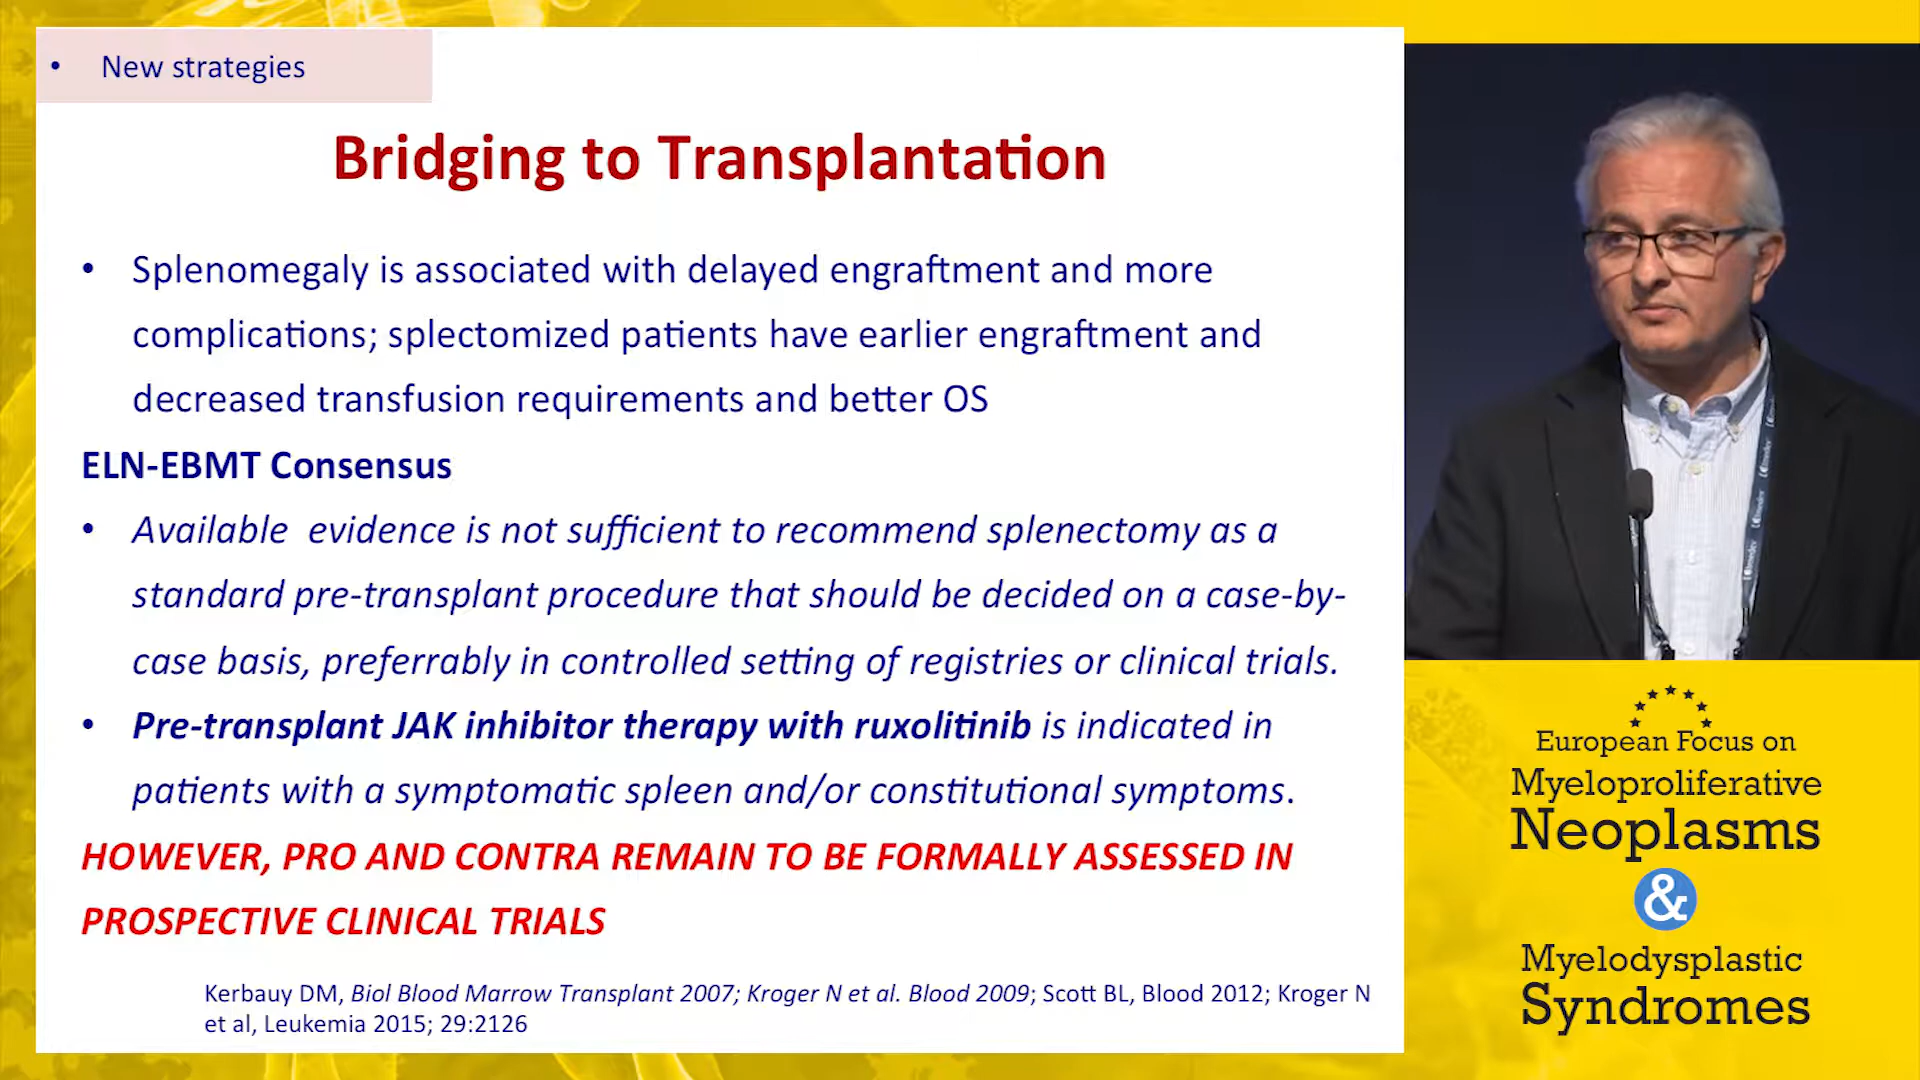 • New strategies
Bridging to Transplantation
• Splenomegaly is associated with delayed engraftment and more
complications; splectomized patients have earlier engraftment and
decreased transfusion requirements and better OS
ELN-EBMT Consensus
• Available evidence is not sufficient to recommend splenectomy as a
standard pre-transplant procedure that should be decided on a case-by-
case basis, preferrably in controlled setting of registries or clinical trials.
• Pre-transplant JAK inhibitor therapy with ruxolitinib is indicated in
patients with a symptomatic spleen and/or constitutional symptoms.
HOWEVER, PRO AND CONTRA REMAIN TO BE FORMALLY ASSESSED IN
PROSPECTIVE CLINICAL TRIALS
Kerbauy DM, Biol Blood Marrow Transplant 2007; Kroger N et al. Blood 2009; Scott BL, Blood 2012; Kroger N
et al, Leukemia 2015; 29:2126
European Focus on
Myeloproliferative
Neoplasms
&
Myelodysplastic
Syndromes